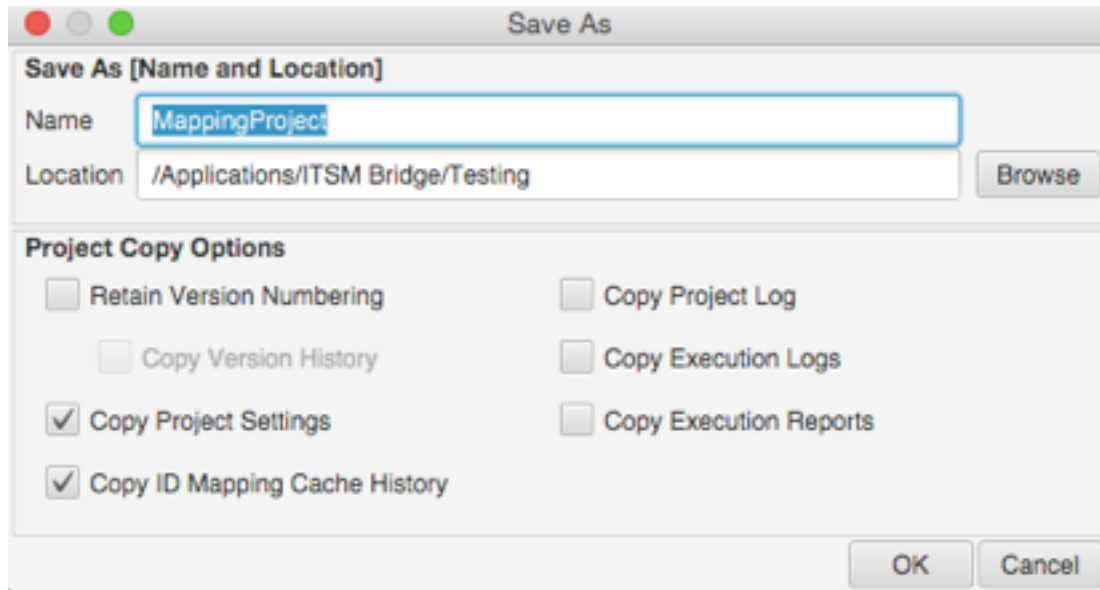 Save As
Save As [Name and Location]
Name MappingProject
Location /Applications/ITSM Bridge/Testing Browse
Project Copy Options
Retain Version Numbering Copy Project Log
Copy Version History Copy Execution Logs
Copy Project Settings Copy Execution Reports
Copy ID Mapping Cache History
OK Cancel